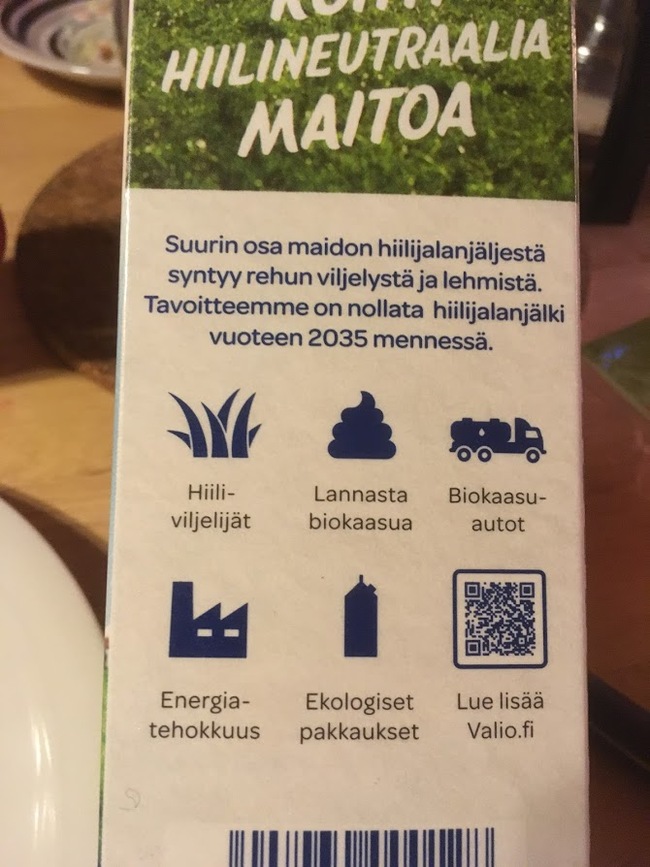 KOHTI
HIILINEUTRAALIA
MAITOA
Suurin osa maidon hiilijalanjäljestä
syntyy rehun viljelystä ja lehmistä.
Tavoitteemme on nollata hiilijalanjälki
vuoteen 2035 mennessä.
Hiili-
viljelijät
Lannasta
biokaasua
Biokaasu-
autot
Energia-
tehokkuus
Ekologiset
pakkaukset
Lue lisää
Valio.fi